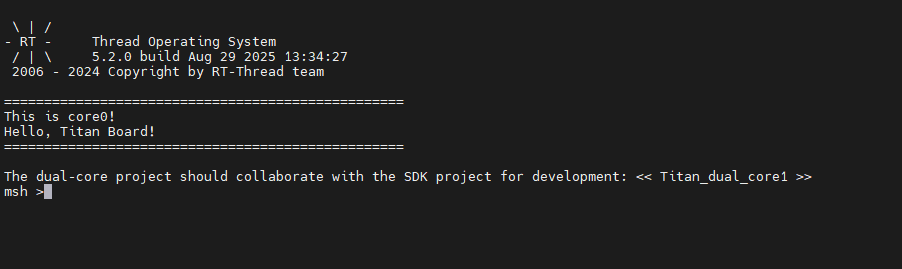 \ | /
- RT -     Thread Operating System
 / | \     5.2.0 build Aug 29 2025 13:34:27
 2006 - 2024 Copyright by RT-Thread team
==================================================
This is core0!
Hello, Titan Board!
==================================================
The dual-core project should collaborate with the SDK project for development: << Titan_dual_core1 >>
msh >